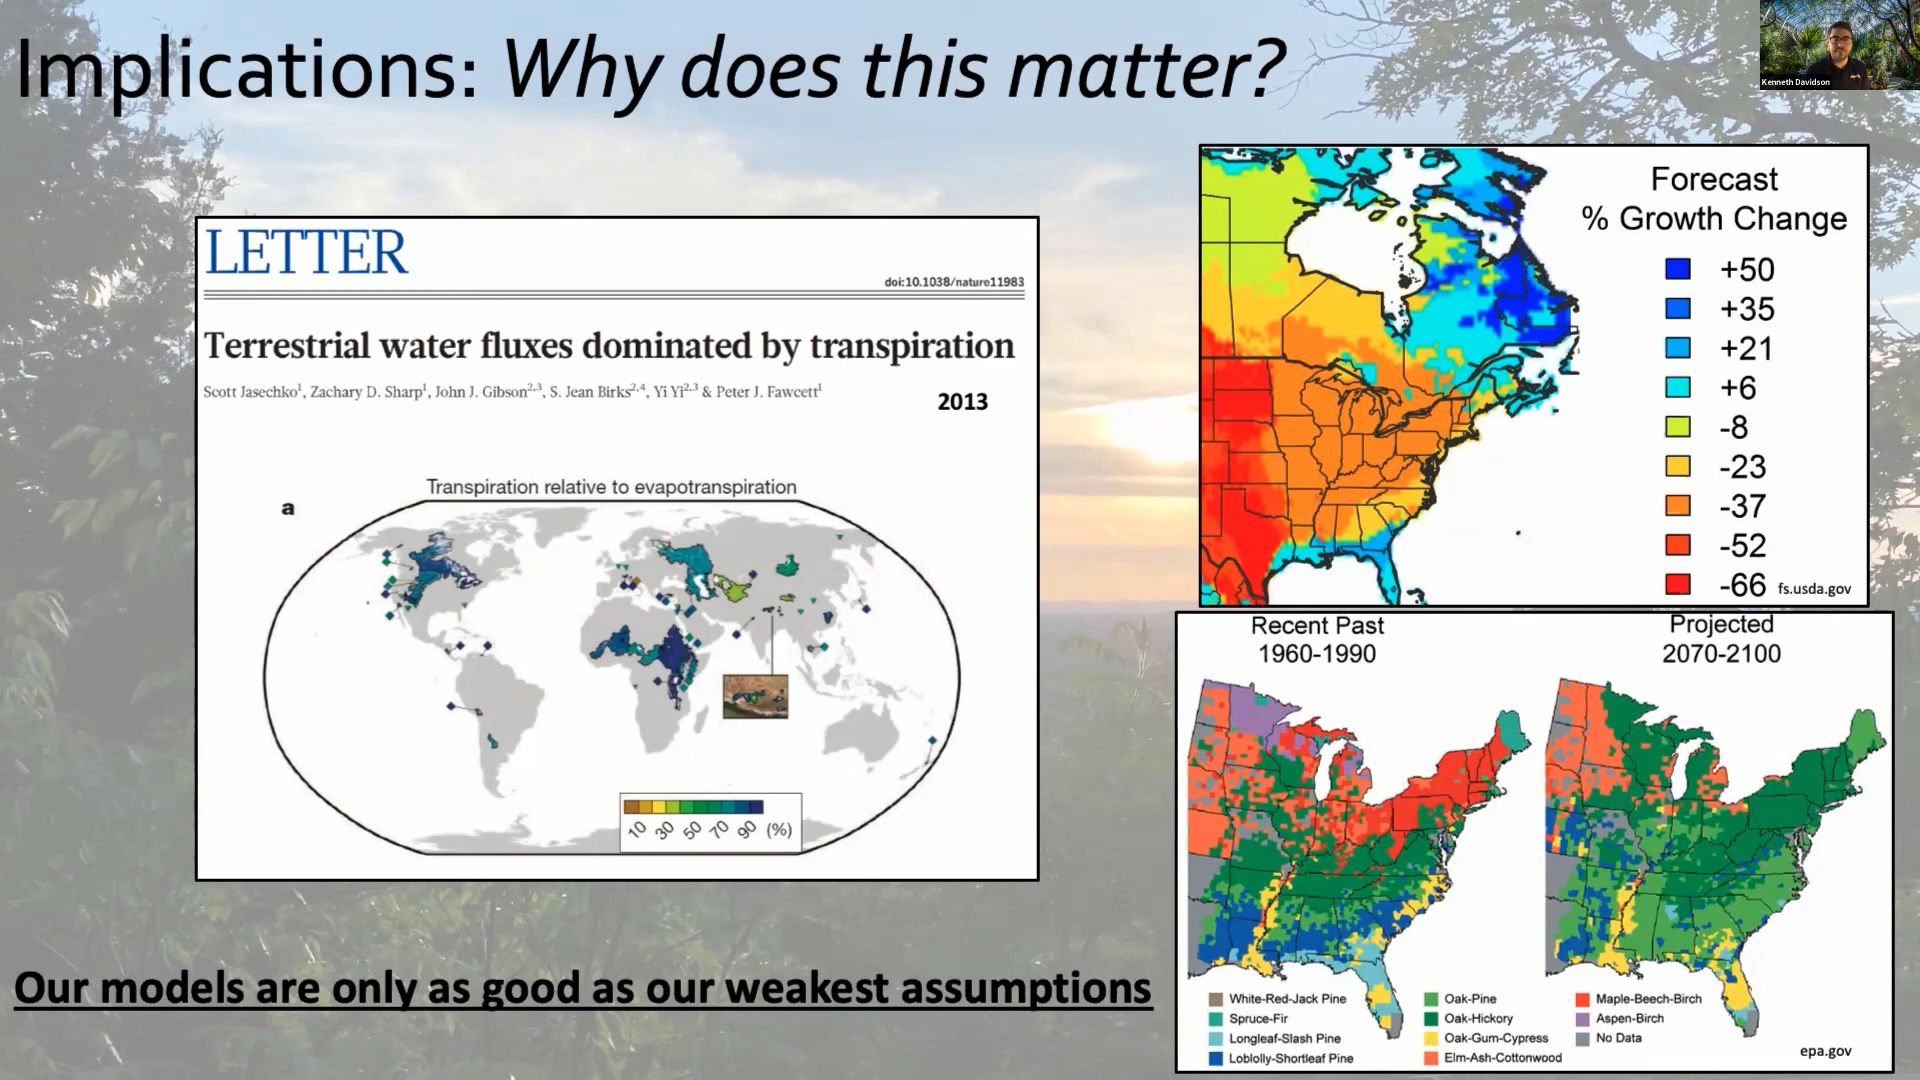 Implications: Why does this matter?
Kenneth Davidson
LETTER
doi:10.1038/nature11983
Terrestrial water fluxes dominated by transpiration
Scott Jasechko1, Zachary D. Sharp1, John J. Gibson2,3, S. Jean Birks2,4, Yi Yi2,3 & Peter J. Fawcett1
2013
Transpiration relative to evapotranspiration
a
10 30 50 70 90 (%)
Forecast
% Growth Change
+50
+35
+21
+6
-8
-23
-37
-52
-66
fs.usda.gov
Recent Past
1960-1990
Projected
2070-2100
White-Red-Jack Pine
Spruce-Fir
Longleaf-Slash Pine
Loblolly-Shortleaf Pine
Oak-Pine
Oak-Hickory
Oak-Gum-Cypress
Elm-Ash-Cottonwood
Maple-Beech-Birch
Aspen-Birch
No Data
epa.gov
Our models are only as good as our weakest assumptions